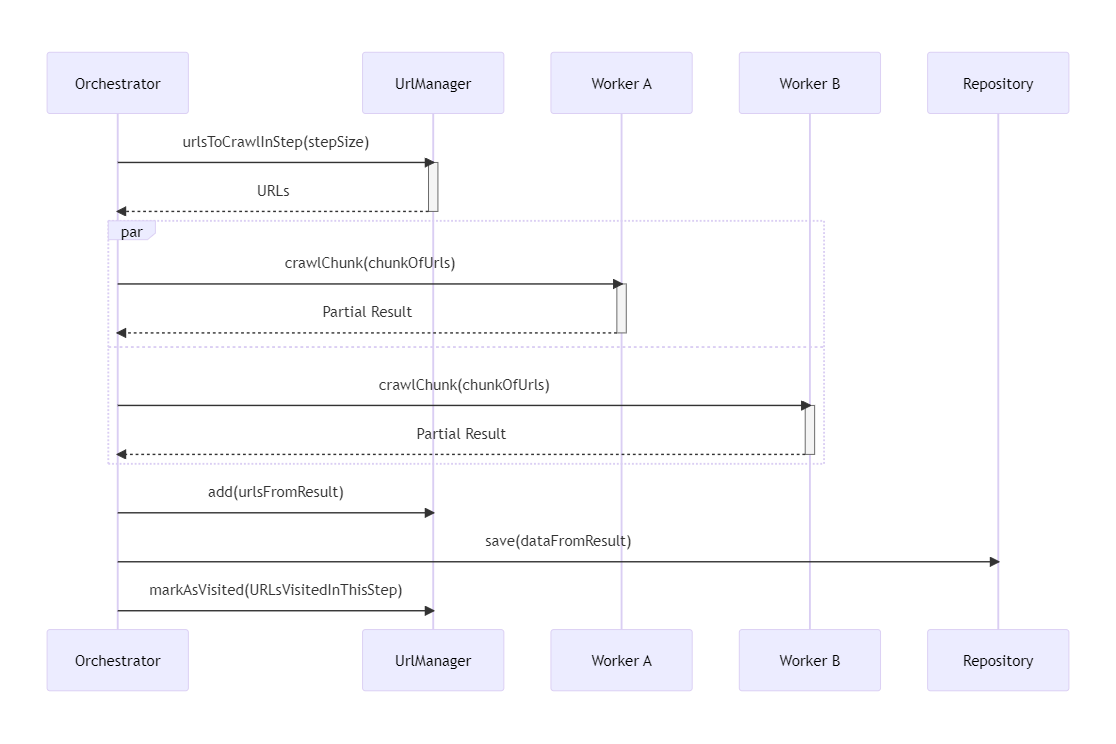 Orchestrator
UrlManager
Worker A
Worker B
Repository
urlsToCrawlInStep(stepSize)
URLs
par
crawlChunk(chunkOfUrls)
Partial Result
crawlChunk(chunkOfUrls)
Partial Result
add(urlsFromResult)
save(dataFromResult)
markAsVisited(URLsVisitedInThisStep)
Orchestrator
UrlManager
Worker A
Worker B
Repository